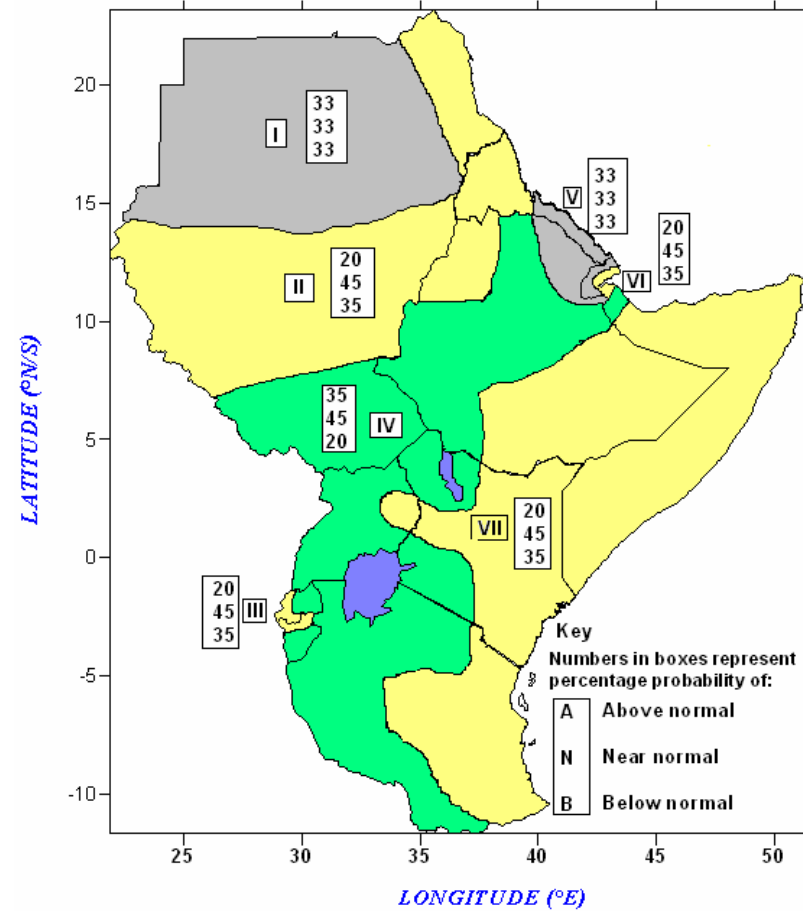 20
15
10
5
0
-5
-10
LATITUDE (°N/S)
25
30
35
40
45
50
LONGITUDE (°E)
I
33
33
33
II
20
45
35
V
33
33
33
VI
20
45
35
35
45
20
IV
VII
20
45
35
20
45
35
III
Key
Numbers in boxes represent
percentage probability of:
A Above normal
N Near normal
B Below normal